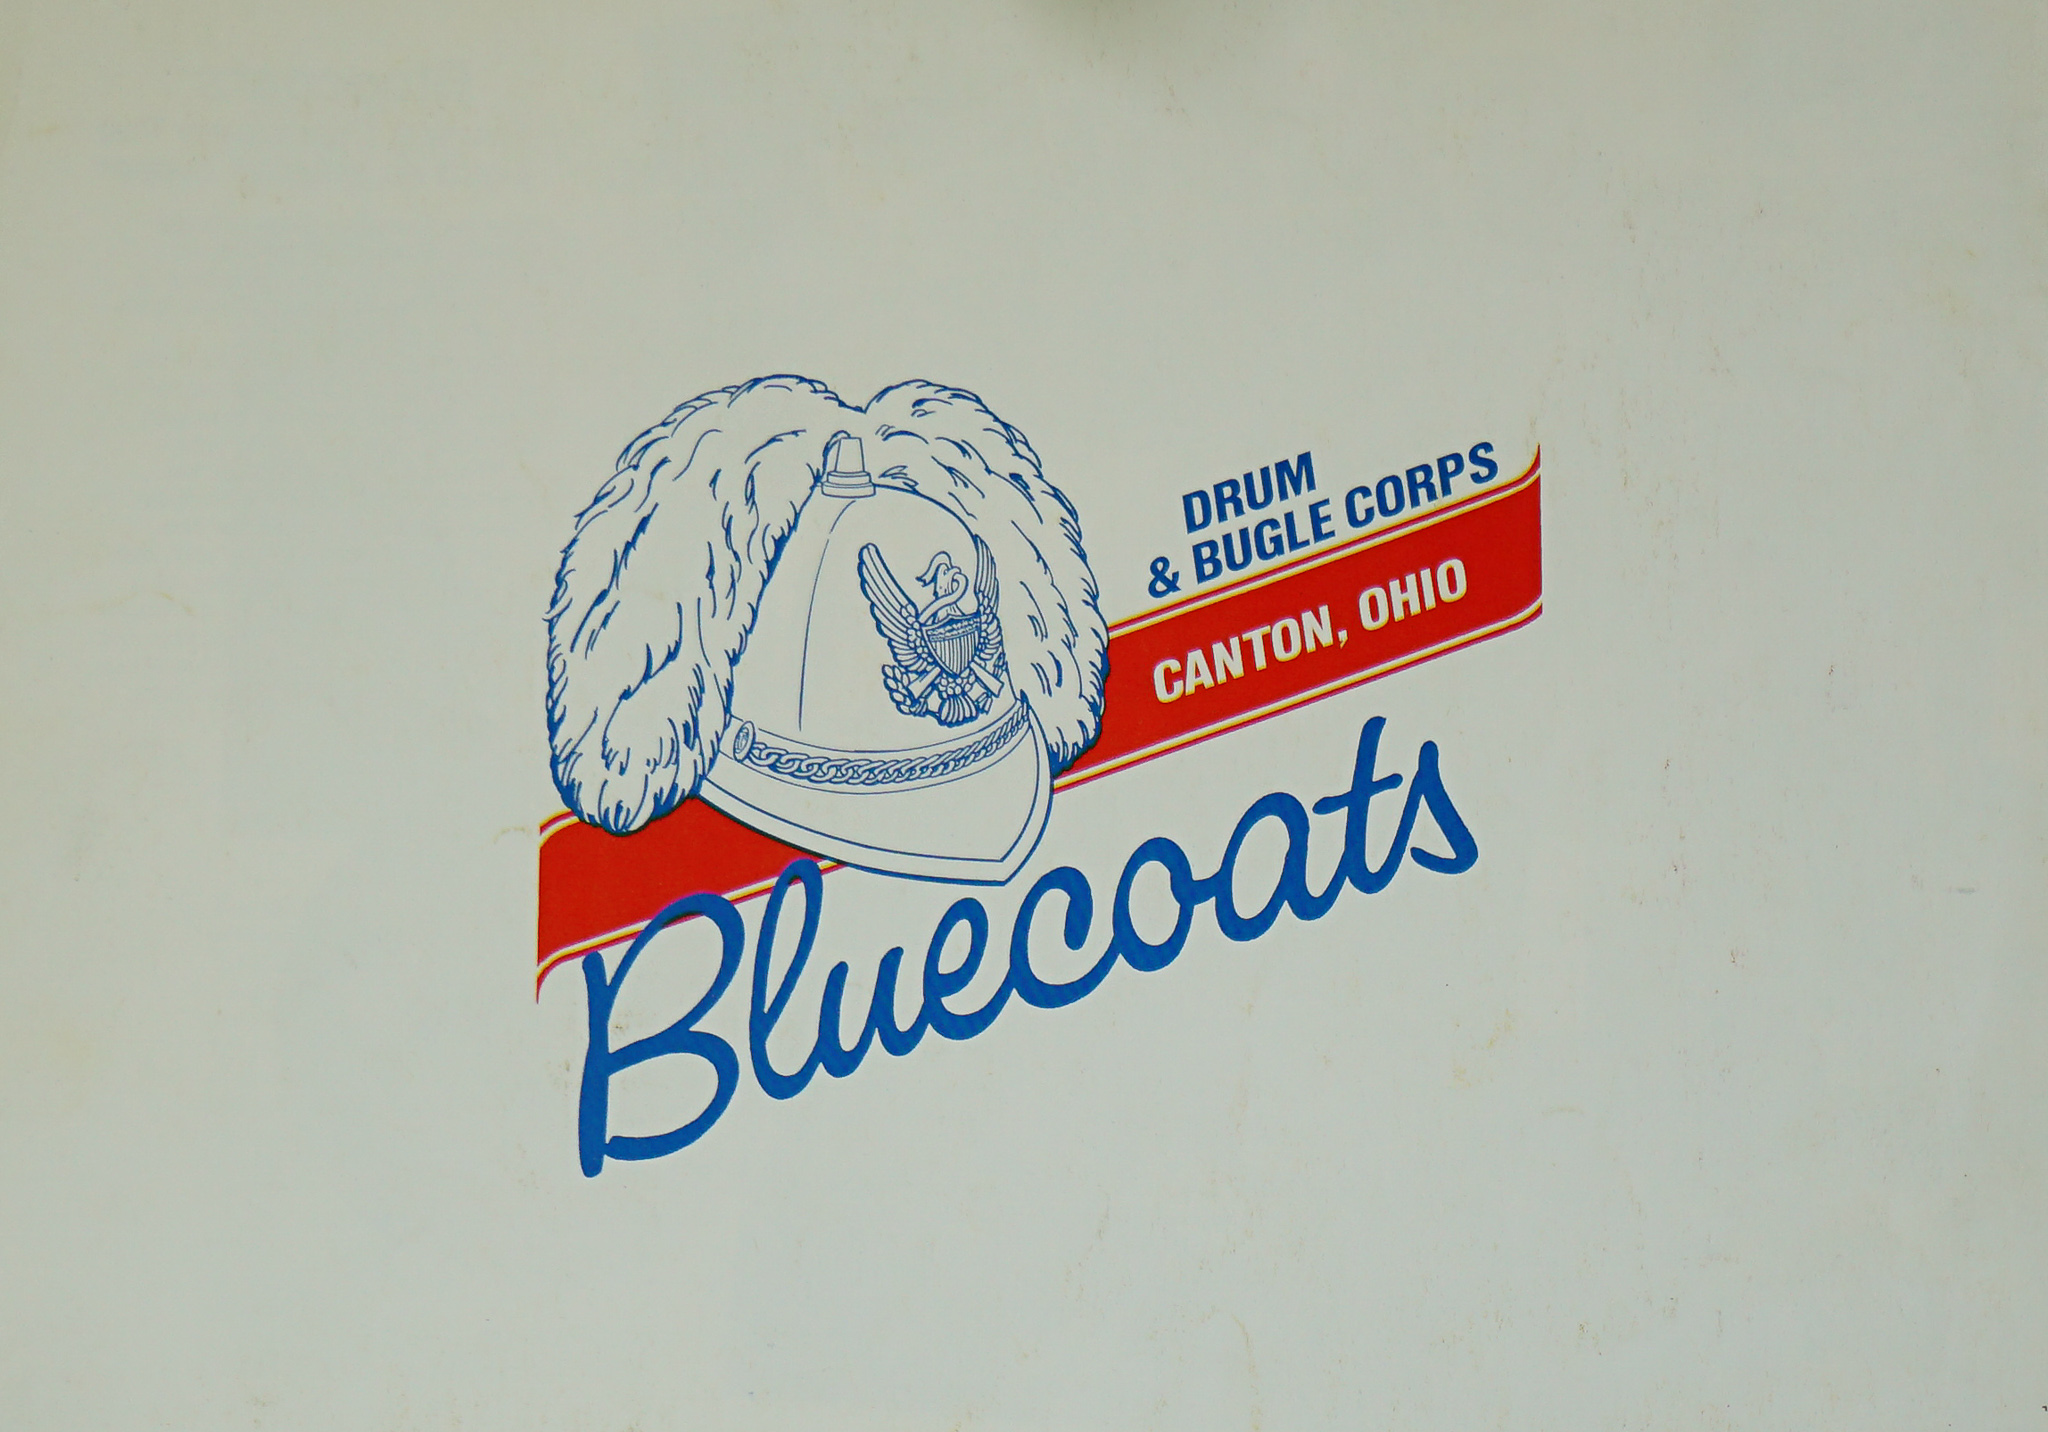 DRUM
& BUGLE CORPS
CANTON, OHIO
Bluecoats